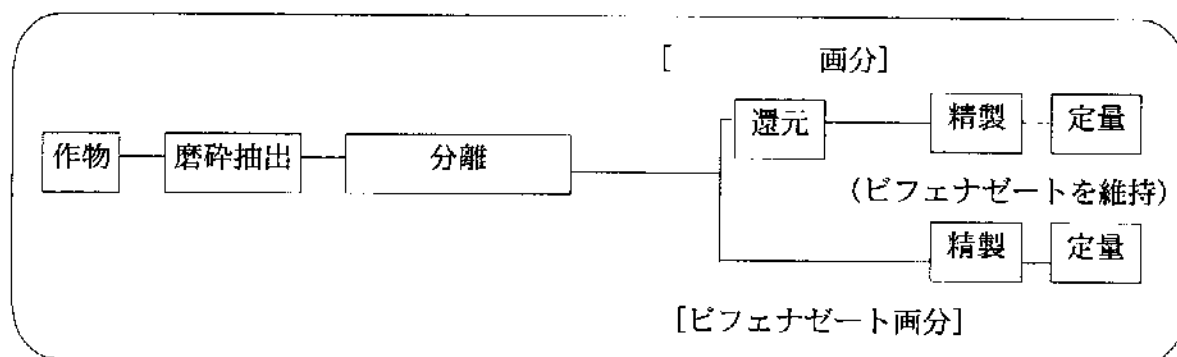 [　　　画分]
還元 精製 定量
作物 磨砕抽出 分離
(ビフェナゼートを維持)
精製 定量
[ビフェナゼート画分]